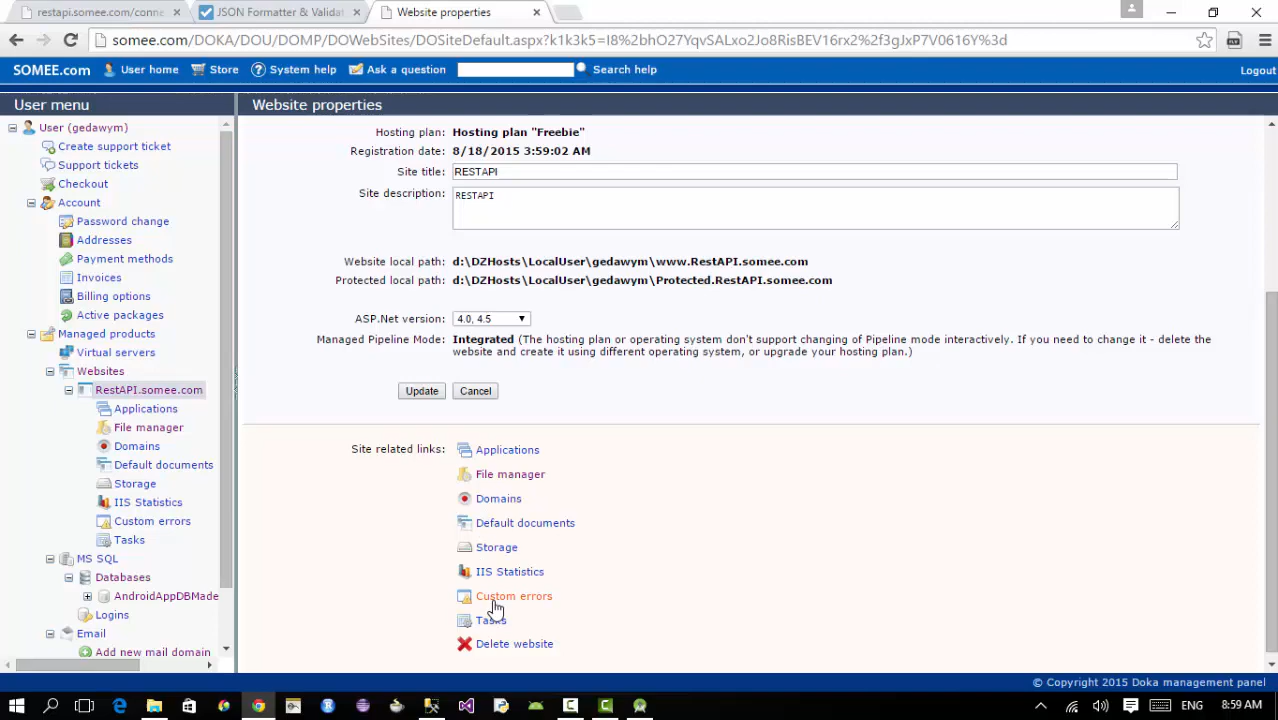 restapi.somee.com/conne
JSON Formatter & Validat
Website properties
somee.com/DOKA/DOU/DOMP/DOWebSites/DOSiteDefault.aspx?k1k3k5=I8%2bhO27YqvSALxo2Jo8RisBEV16rx2%2f3gJxP7V0616Y%3d
SOMEE.com User home Store System help Ask a question Search help Logout
User menu
Website properties
User (gedawym)
Create support ticket
Support tickets
Checkout
Account
Password change
Addresses
Payment methods
Invoices
Billing options
Active packages
Managed products
Virtual servers
Websites
RestAPI.somee.com
Applications
File manager
Domains
Default documents
Storage
IIS Statistics
Custom errors
Tasks
MS SQL
Databases
AndroidAppDBMade
Logins
Email
Add new mail domain
Hosting plan: Hosting plan "Freebie"
Registration date: 8/18/2015 3:59:02 AM
Site title: RESTAPI
Site description: RESTAPI
Website local path: d:\DZHosts\LocalUser\gedawym\www.RestAPI.somee.com
Protected local path: d:\DZHosts\LocalUser\gedawym\Protected.RestAPI.somee.com
ASP.Net version: 4.0, 4.5
Managed Pipeline Mode: Integrated (The hosting plan or operating system don't support changing of Pipeline mode interactively. If you need to change it - delete the
website and create it using different operating system, or upgrade your hosting plan.)
Update Cancel
Site related links: Applications
File manager
Domains
Default documents
Storage
IIS Statistics
Custom errors
Tasks
Delete website
© Copyright 2015 Doka management panel
ENG 8:59 AM